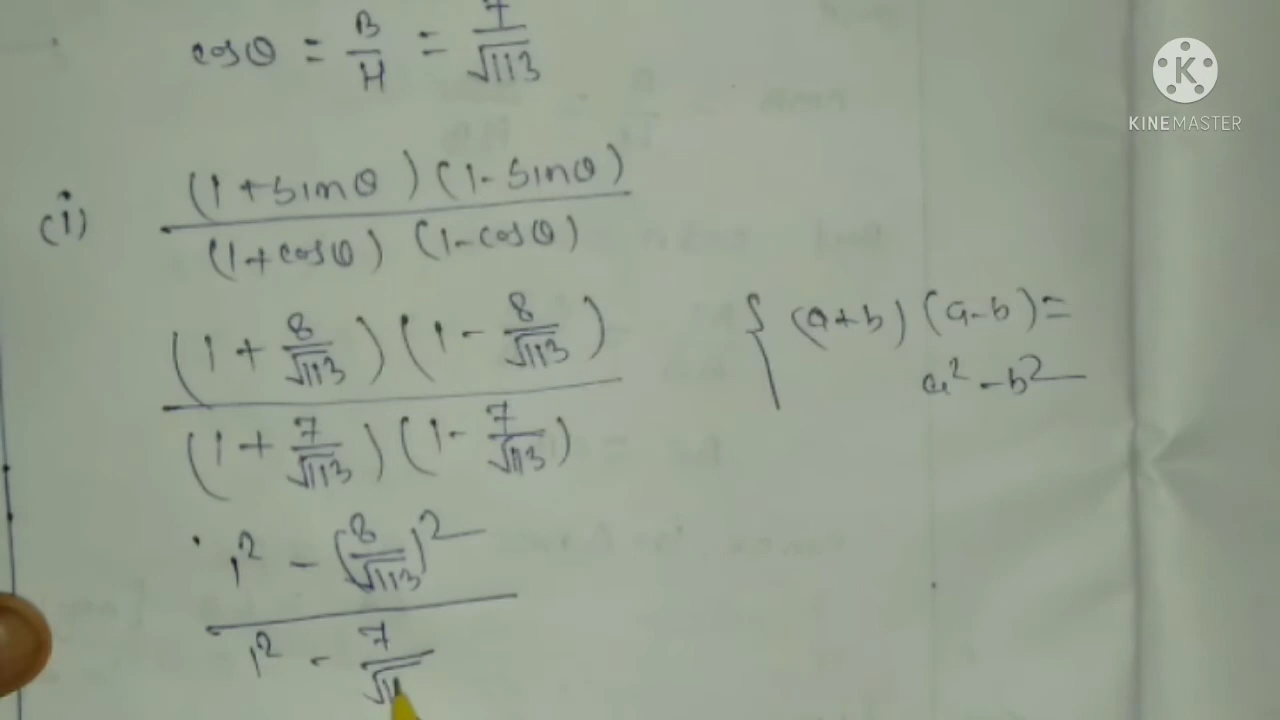 cosθ = B/H = 7/√113
K
KINEMASTER
(i) (1+sinθ)(1-sinθ)
(1+cosθ) (1-cosθ)
(1 + 8/√113)(1 - 8/√113)
(1 + 7/√113)(1 - 7/√113)
{ (a+b)(a-b) =
a² - b²
1² - (8/√113)²
1² - 7/√11